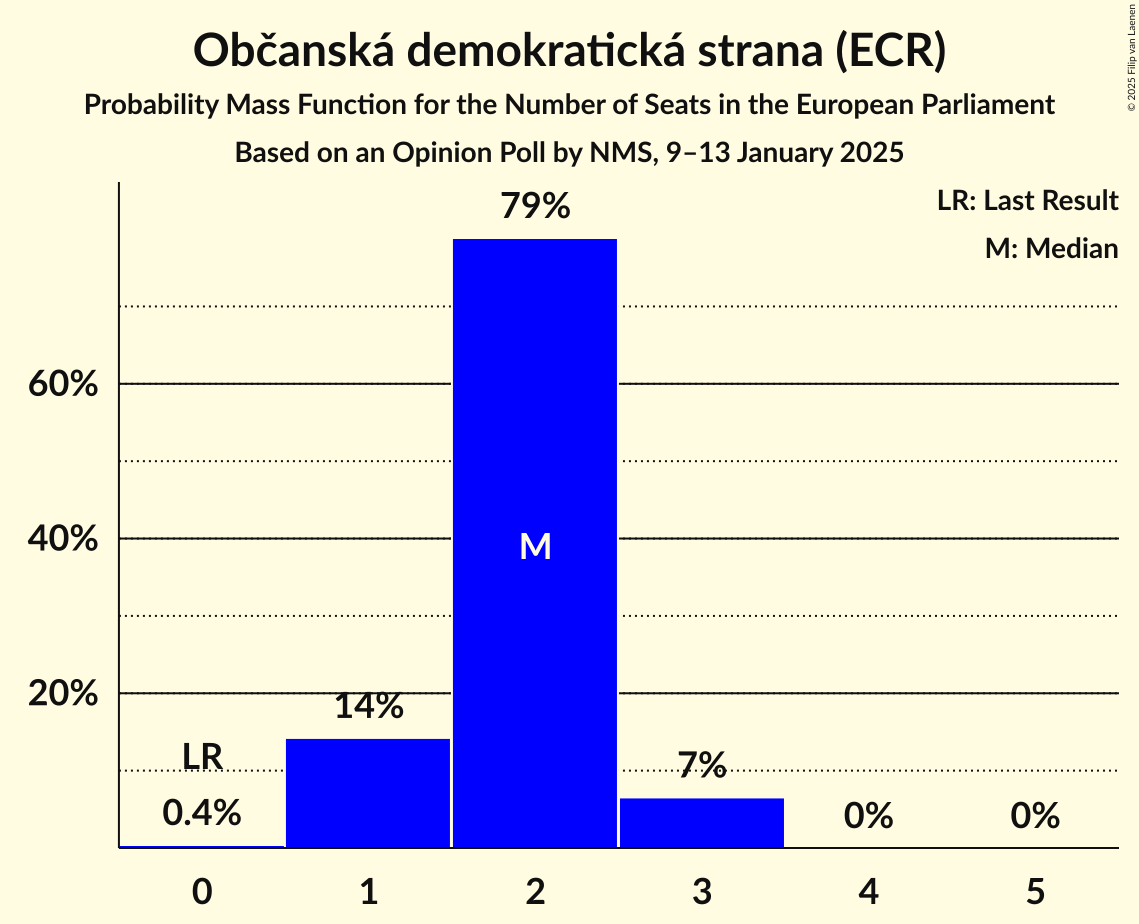 Občanská demokratická strana (ECR)
Probability Mass Function for the Number of Seats in the European Parliament
Based on an Opinion Poll by NMS, 9–13 January 2025
© 2025 Filip van Laenen
LR: Last Result
M: Median
79%
60%
40%
20%
M
14%
LR
7%
0.4%
0%
0%
0
1
2
3
4
5